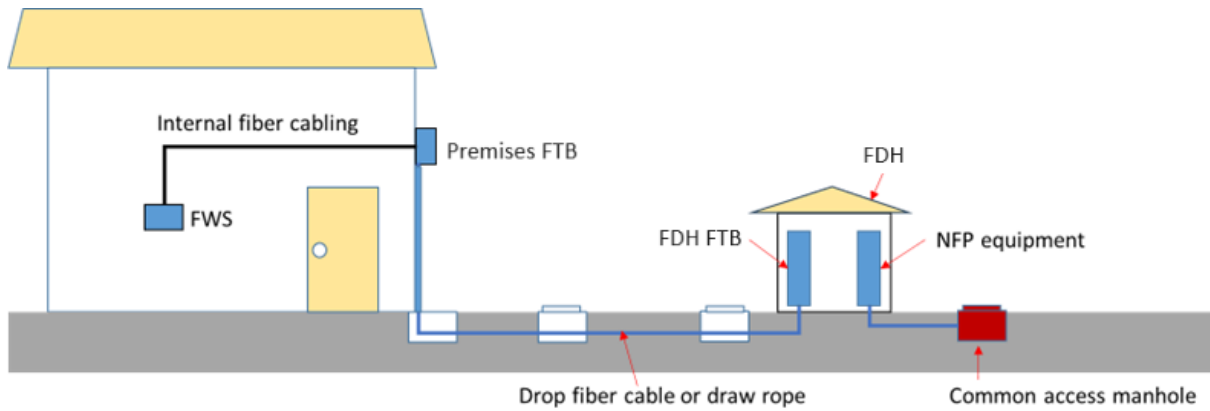 Internal fiber cabling
Premises FTB
FDH
FWS
FDH FTB
NFP equipment
Drop fiber cable or draw rope
Common access manhole